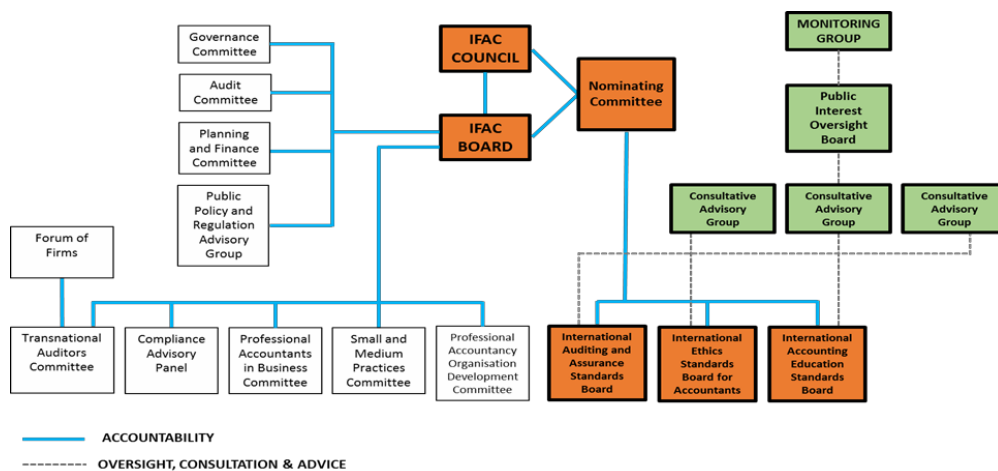 Governance
Committee
Audit
Committee
Planning
and Finance
Committee
Public
Policy and
Regulation
Advisory
Group
IFAC
COUNCIL
IFAC
BOARD
Nominating
Committee
MONITORING
GROUP
Public
Interest
Oversight
Board
Consultative
Advisory
Group
Consultative
Advisory
Group
Consultative
Advisory
Group
Forum of
Firms
Transnational
Auditors
Committee
Compliance
Advisory
Panel
Professional
Accountants
in Business
Committee
Small and
Medium
Practices
Committee
Professional
Accountancy
Organisation
Development
Committee
International
Auditing and
Assurance
Standards
Board
International
Ethics
Standards
Board for
Accountants
International
Accounting
Education
Standards
Board
ACCOUNTABILITY
OVERSIGHT, CONSULTATION & ADVICE